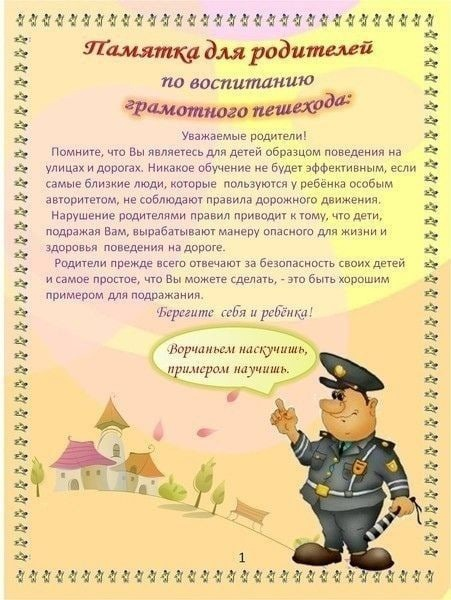 Памятка для родителей
по воспитанию
грамотного пешехода:
Уважаемые родители!
Помните, что Вы являетесь для детей образцом поведения на
улицах и дорогах. Никакое обучение не будет эффективным, если
самые близкие люди, которые пользуются у ребёнка особым
авторитетом, не соблюдают правила дорожного движения.
Нарушение родителями правил приводит к тому, что дети,
подражая Вам, вырабатывают манеру опасного для жизни и
здоровья поведения на дороге.
Родители прежде всего отвечают за безопасность своих детей
и самое простое, что Вы можете сделать, - это быть хорошим
примером для подражания.
Берегите себя и ребёнка!
Ворчаньем наскучишь,
примером научишь.
1